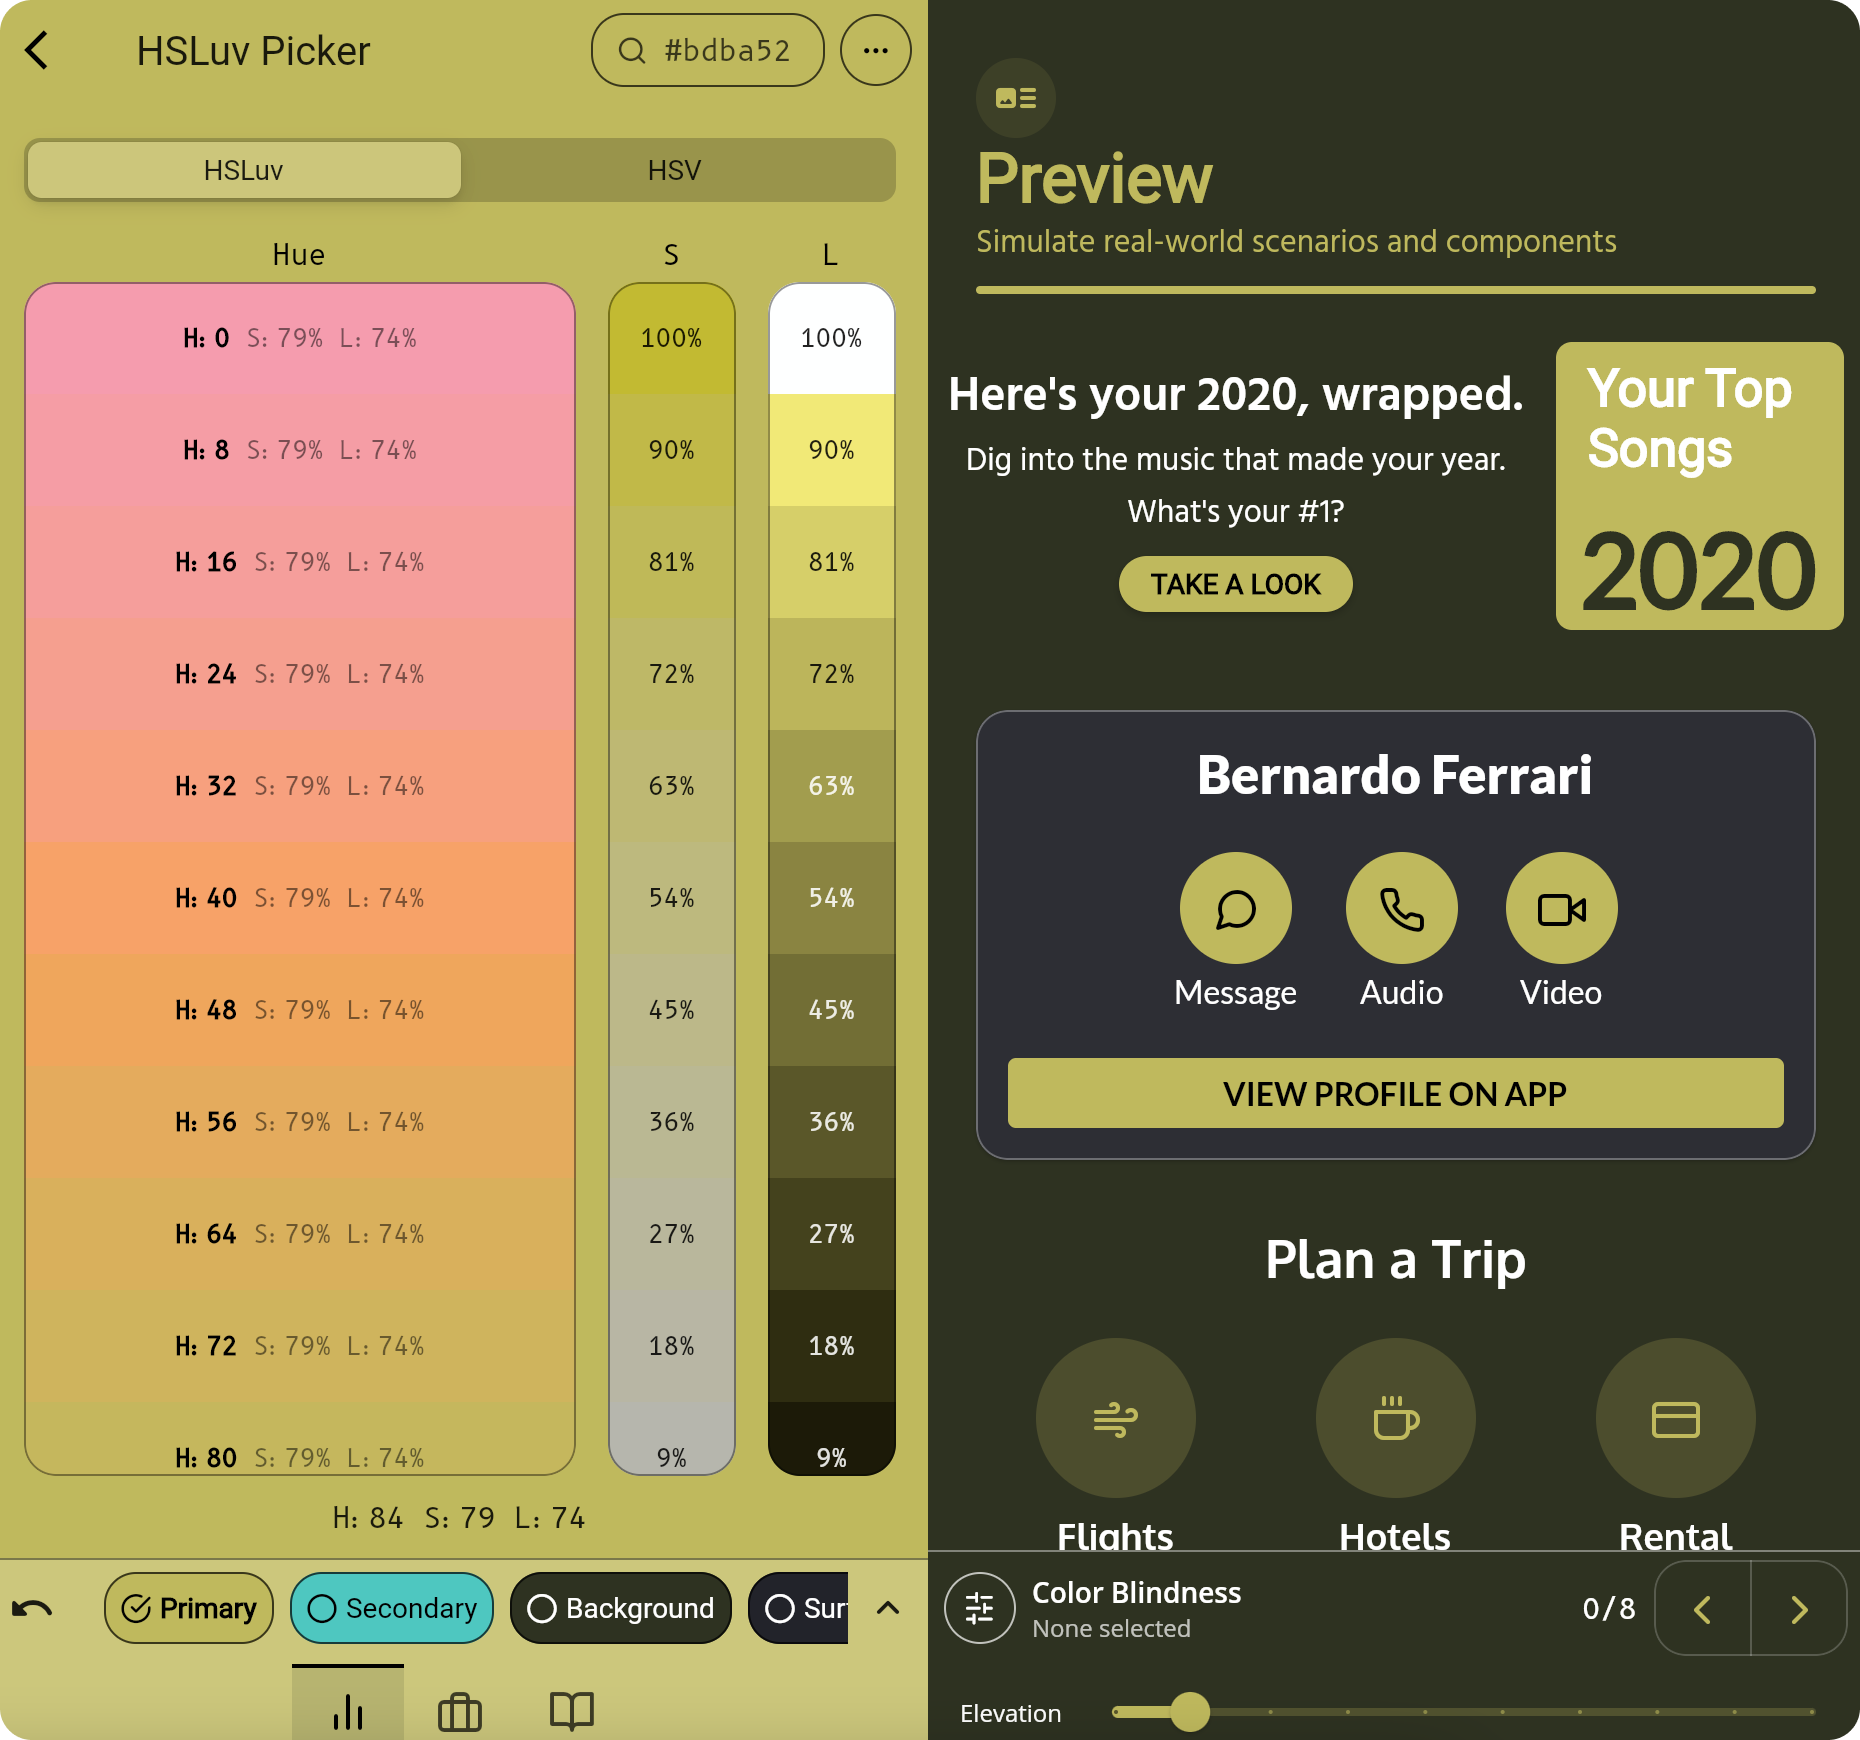 HSLuv Picker
#bdba52
HSLuv
HSV
Hue
S
L
H: 0 S: 79% L: 74%
100%
100%
H: 8 S: 79% L: 74%
90%
90%
H: 16 S: 79% L: 74%
81%
81%
H: 24 S: 79% L: 74%
72%
72%
H: 32 S: 79% L: 74%
63%
63%
H: 40 S: 79% L: 74%
54%
54%
H: 48 S: 79% L: 74%
45%
45%
H: 56 S: 79% L: 74%
36%
36%
H: 64 S: 79% L: 74%
27%
27%
H: 72 S: 79% L: 74%
18%
18%
H: 80 S: 79% L: 74%
9%
9%
H: 84 S: 79 L: 74
Primary
Secondary
Background
Preview
Simulate real-world scenarios and components
Here's your 2020, wrapped.
Dig into the music that made your year.
What's your #1?
TAKE A LOOK
Your Top
Songs
2020
Bernardo Ferrari
Message
Audio
Video
VIEW PROFILE ON APP
Plan a Trip
Flights
Hotels
Rental
Color Blindness
None selected
0/8
Elevation